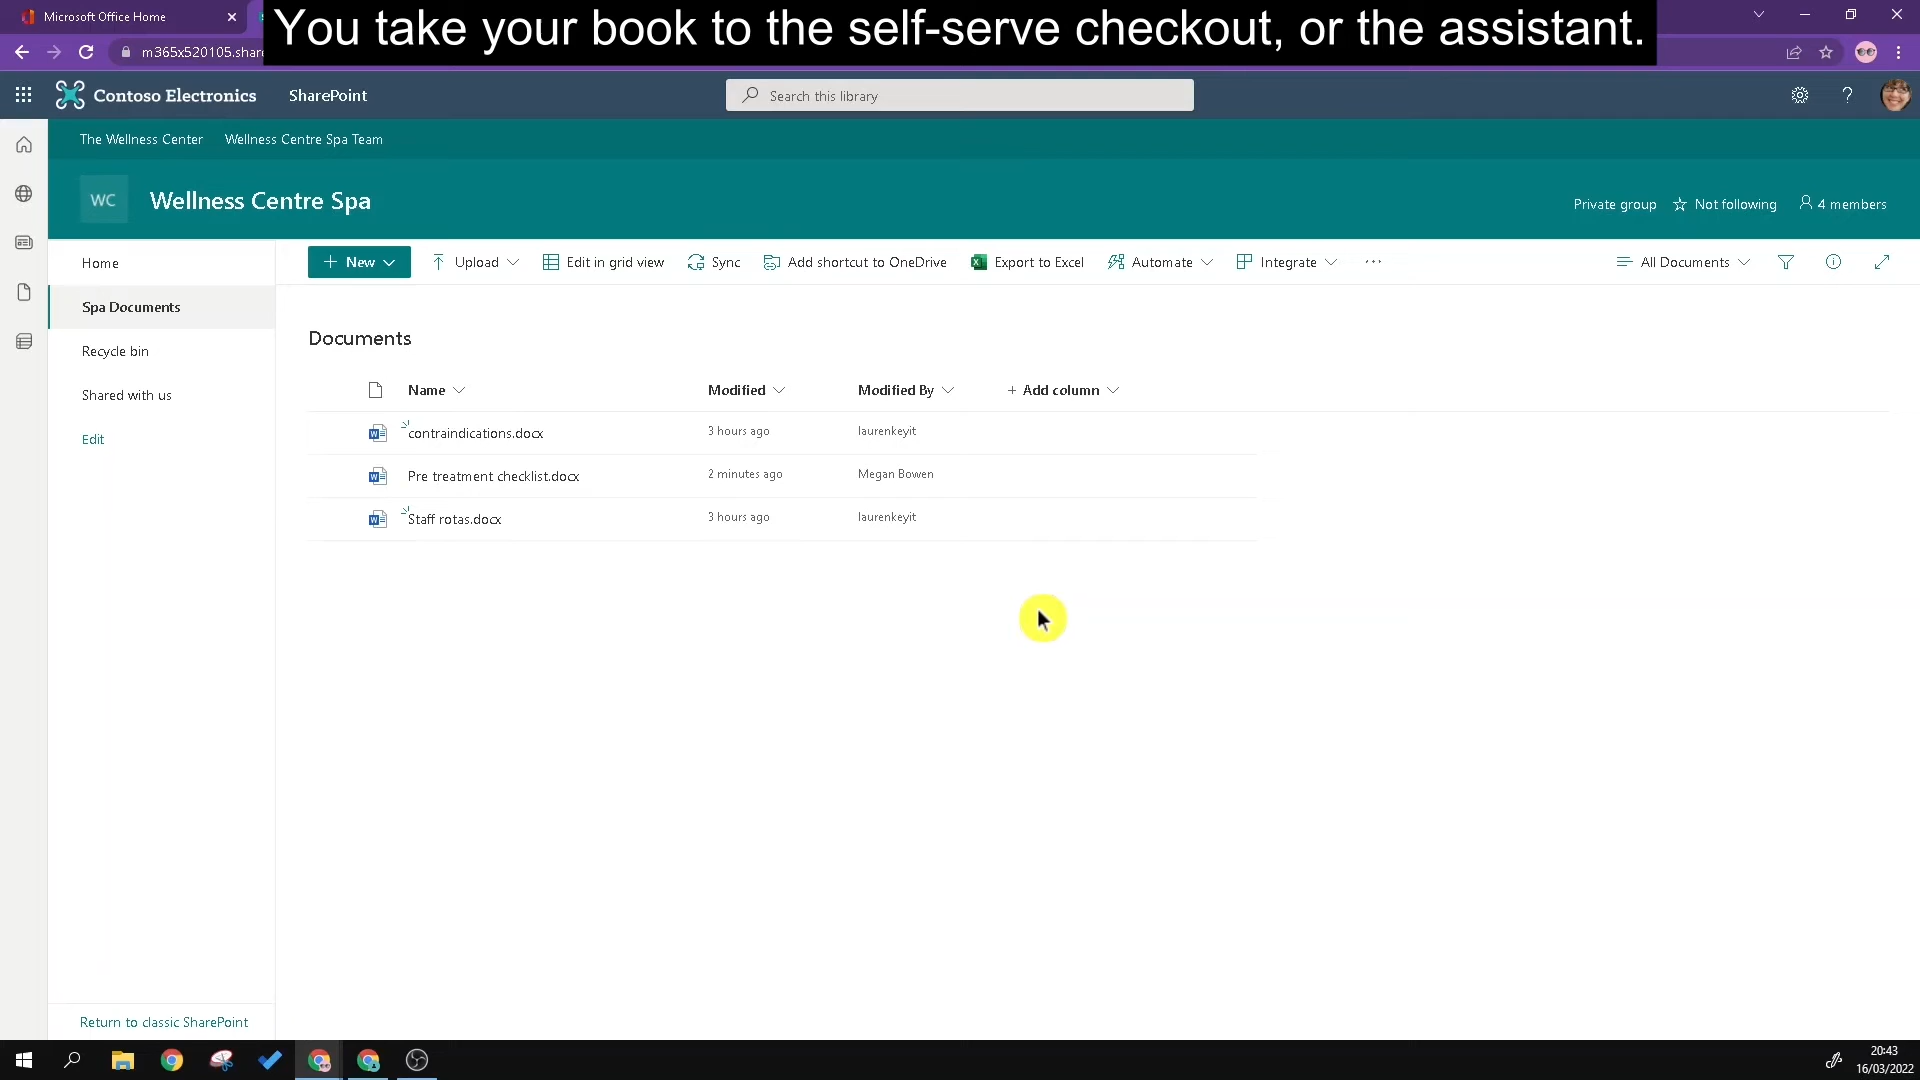 Microsoft Office Home
You take your book to the self-serve checkout, or the assistant.
m365x520105.share
Contoso Electronics
SharePoint
Search this library
The Wellness Center
Wellness Centre Spa Team
WC
Wellness Centre Spa
Private group
Not following
4 members
Home
Spa Documents
Recycle bin
Shared with us
Edit
New
Upload
Edit in grid view
Sync
Add shortcut to OneDrive
Export to Excel
Automate
Integrate
All Documents
Documents
Name
Modified
Modified By
+ Add column
contraindications.docx
3 hours ago
laurenkeyit
Pre treatment checklist.docx
2 minutes ago
Megan Bowen
Staff rotas.docx
3 hours ago
laurenkeyit
Return to classic SharePoint
20:43
16/03/2022